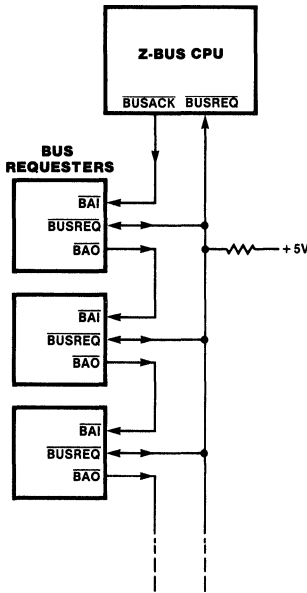 Z-BUS CPU
BUSACK BUSREQ
BUS
REQUESTERS
BAI
BUSREQ
BAO
+5V
BAI
BUSREQ
BAO
BAI
BUSREQ
BAO